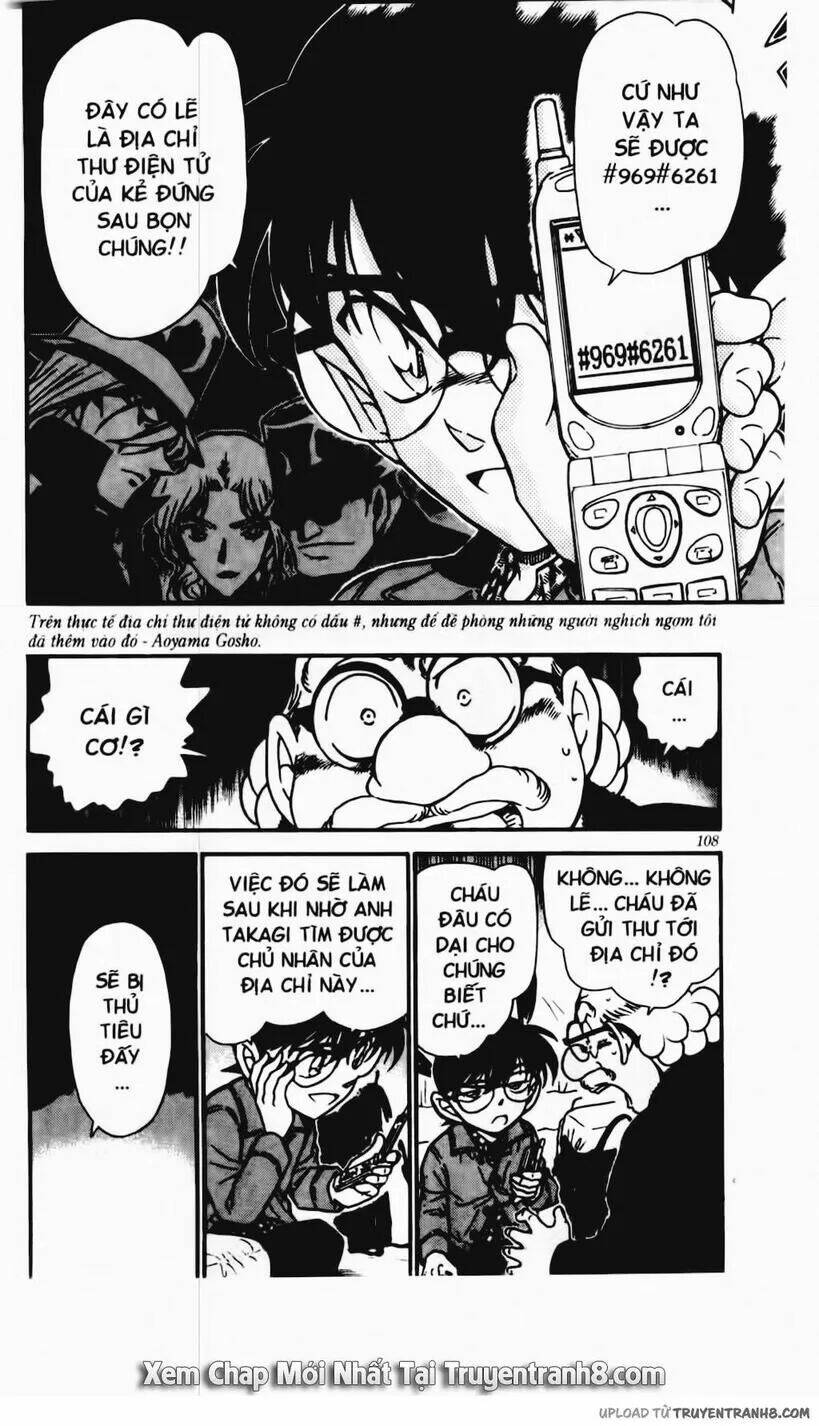 CỨ NHƯ
VẬY TA
SẼ ĐƯỢC
#969#6261
...
#969#6261
ĐÂY CÓ LẼ
LÀ ĐỊA CHỈ
THƯ ĐIỆN TỬ
CỦA KẺ ĐỨNG
SAU BỌN
CHÚNG!!
Trên thực tế địa chỉ thư điện tử không có dấu #, nhưng để đề phòng những người nghịch ngợm tôi
đã thêm vào đó - Aoyama Gosho.
CÁI
...
CÁI GÌ
CƠ!?
108
KHÔNG... KHÔNG
LẼ... CHÁU ĐÃ
GỬI THƯ TỚI
ĐỊA CHỈ ĐÓ
!?
CHÁU
ĐÂU CÓ
DẠI CHO
CHÚNG
BIẾT
CHỨ...
VIỆC ĐÓ SẼ LÀM
SAU KHI NHỜ ANH
TAKAGI TÌM ĐƯỢC
CHỦ NHÂN CỦA
ĐỊA CHỈ NÀY...
SẼ BỊ
THỦ
TIÊU
ĐẤY
...
Xem Chap Mới Nhất Tại Truyentranh8.com
UPLOAD TỪ TRUYENTRANH8.COM